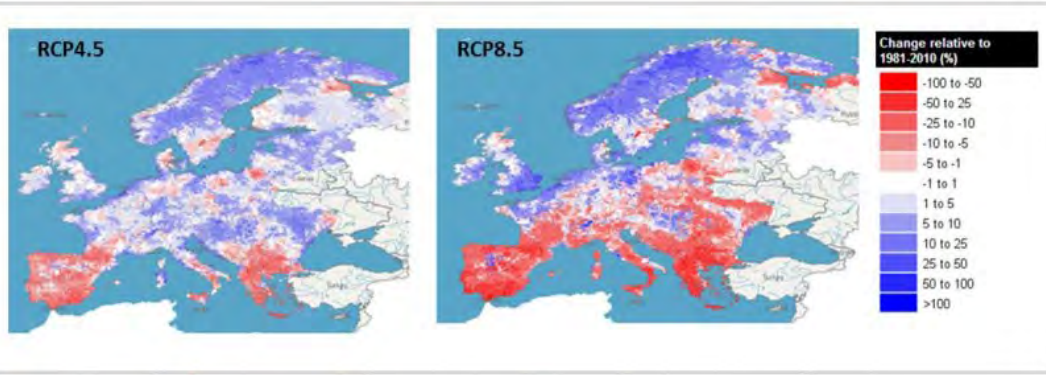 RCP4.5
RCP8.5
Change relative to
1981-2010 (%)
-100 to -50
-50 to 25
-25 to -10
-10 to -5
-5 to -1
-1 to 1
1 to 5
5 to 10
10 to 25
25 to 50
50 to 100
>100